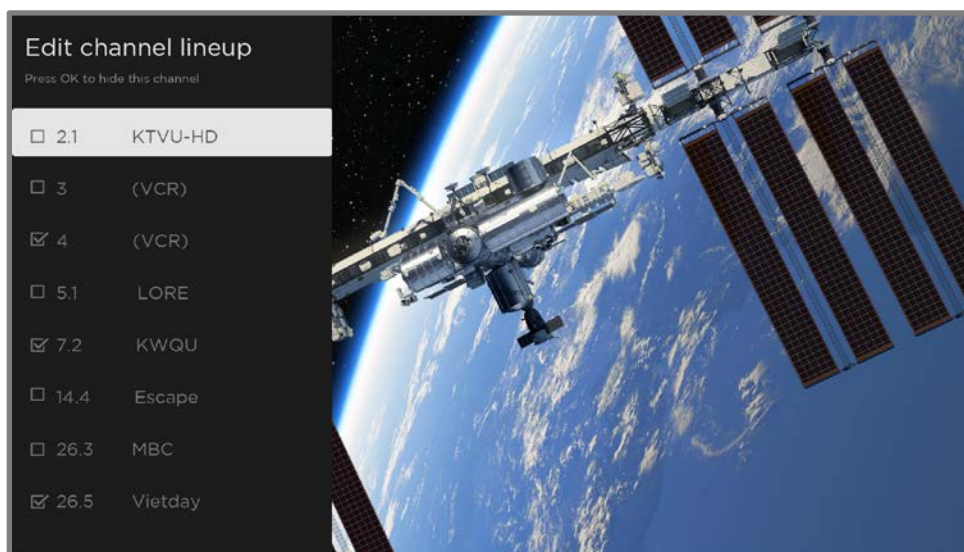 Edit channel lineup
Press OK to hide this channel
2.1 KTVU-HD
3 (VCR)
4 (VCR)
5.1 LORE
7.2 KWQU
14.4 Escape
26.3 MBC
26.5 Vietday